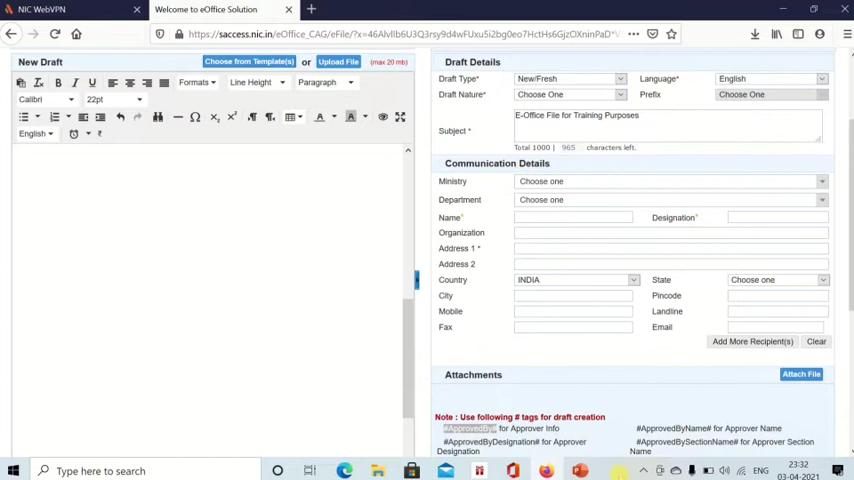 NIC WebVPN
Welcome to eOffice Solution
https://saccess.nic.in/eOffice_CAG/eFile/?x=46Alvllb6U3Q3rsy9d4wFUxu5i2bg0eo7HctHs6GjzOXninPaD
New Draft
Choose from Template(s) or Upload File (max 20 mb)
Formats Line Height Paragraph
Calibri 22pt
English
Draft Details
Draft Type* New/Fresh Language* English
Draft Nature* Choose One Prefix Choose One
Subject * E-Office File for Training Purposes
Total 1000 | 965 characters left.
Communication Details
Ministry Choose one
Department Choose one
Name* Designation*
Organization
Address 1 *
Address 2
Country INDIA State Choose one
City Pincode
Mobile Landline
Fax Email
Add More Recipient(s) Clear
Attachments Attach File
Note : Use following # tags for draft creation
#ApprovedBy# for Approver Info #ApprovedByName# for Approver Name
#ApprovedByDesignation# for Approver Designation #ApprovedBySectionName# for Approver Section Name
Type here to search
ENG
23:32
03-04-2021